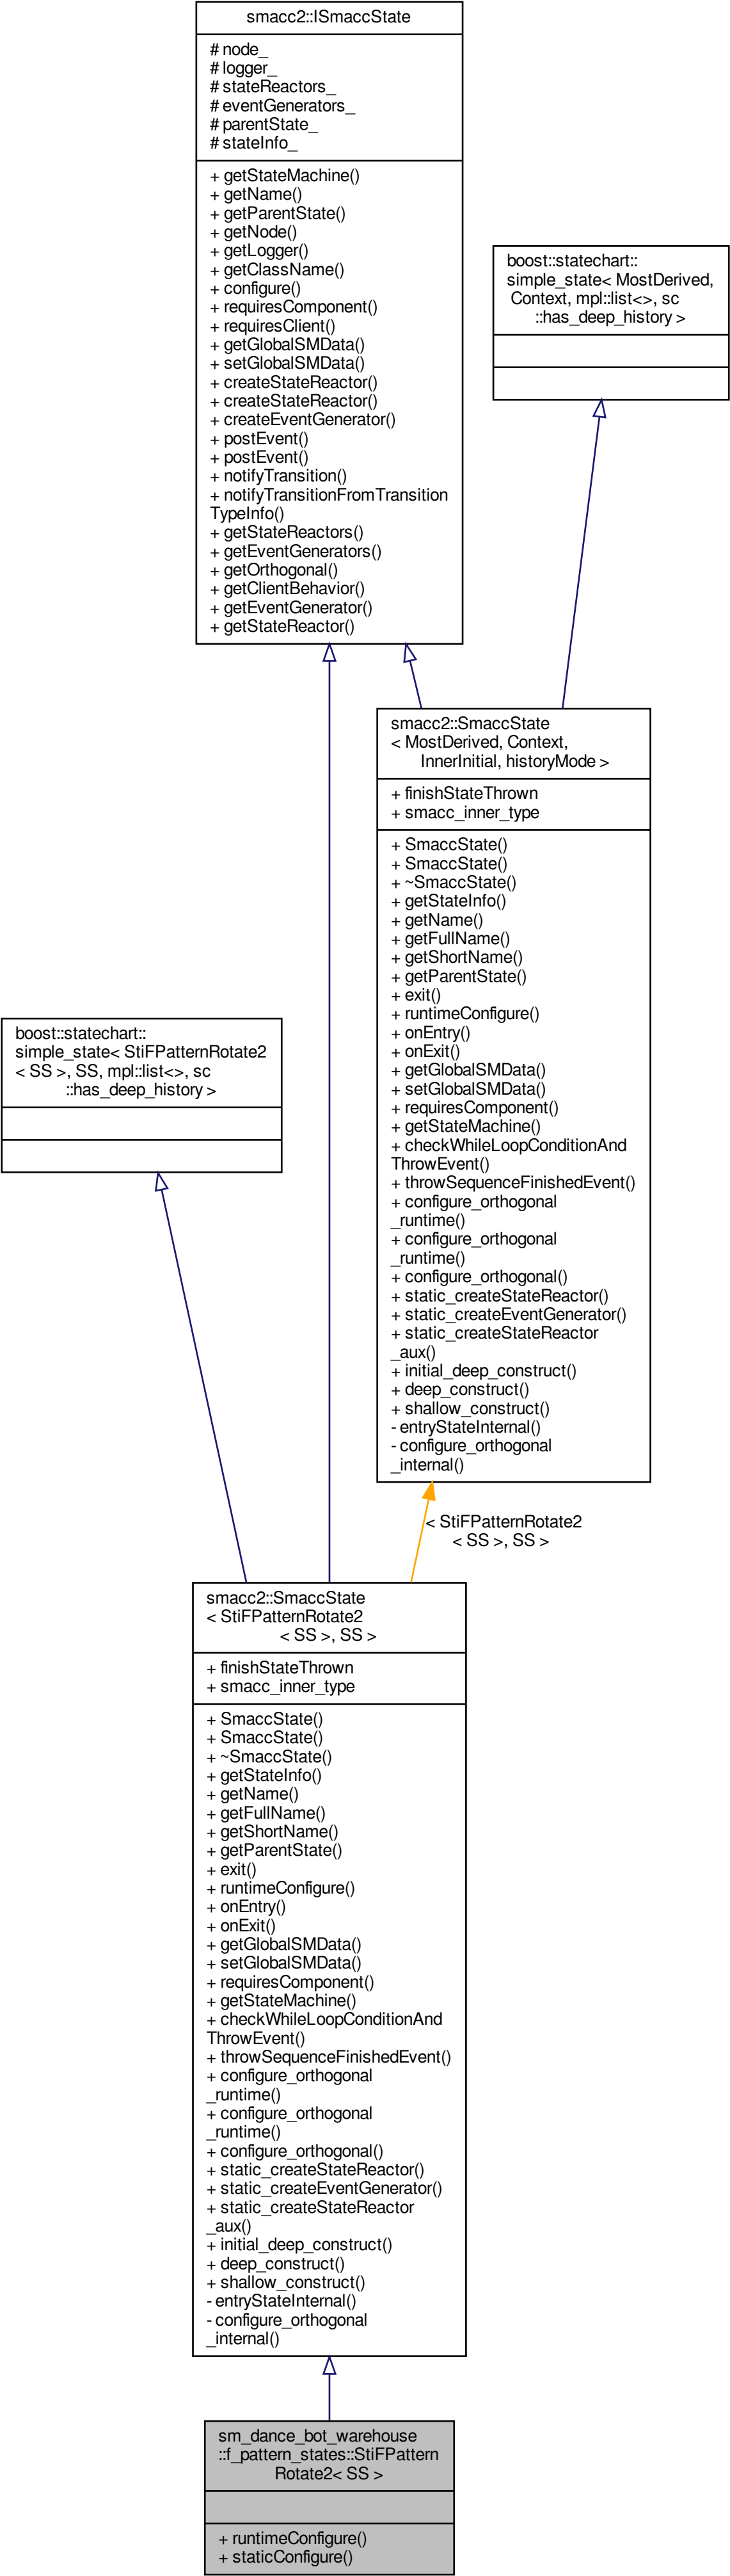 smacc2::ISmaccState
# node_
# logger_
# stateReactors_
# eventGenerators_
# parentState_
# stateInfo_
+ getStateMachine()
+ getName()
+ getParentState()
+ getNode()
+ getLogger()
+ getClassName()
+ configure()
+ requiresComponent()
+ requiresClient()
+ getGlobalSMData()
+ setGlobalSMData()
+ createStateReactor()
+ createStateReactor()
+ createEventGenerator()
+ postEvent()
+ postEvent()
+ notifyTransition()
+ notifyTransitionFromTransition
TypeInfo()
+ getStateReactors()
+ getEventGenerators()
+ getOrthogonal()
+ getClientBehavior()
+ getEventGenerator()
+ getStateReactor()
boost::statechart::
simple_state< MostDerived,
Context, mpl::list<>, sc
::has_deep_history >
smacc2::SmaccState
< MostDerived, Context,
InnerInitial, historyMode >
+ finishStateThrown
+ smacc_inner_type
+ SmaccState()
+ SmaccState()
+ ~SmaccState()
+ getStateInfo()
+ getName()
+ getFullName()
+ getShortName()
+ getParentState()
+ exit()
+ runtimeConfigure()
+ onEntry()
+ onExit()
+ getGlobalSMData()
+ setGlobalSMData()
+ requiresComponent()
+ getStateMachine()
+ checkWhileLoopConditionAnd
ThrowEvent()
+ throwSequenceFinishedEvent()
+ configure_orthogonal
_runtime()
+ configure_orthogonal
_runtime()
+ configure_orthogonal()
+ static_createStateReactor()
+ static_createEventGenerator()
+ static_createStateReactor
_aux()
+ initial_deep_construct()
+ deep_construct()
+ shallow_construct()
- entryStateInternal()
- configure_orthogonal
_internal()
boost::statechart::
simple_state< StiFPatternRotate2
< SS >, SS, mpl::list<>, sc
::has_deep_history >
< StiFPatternRotate2
< SS >, SS >
smacc2::SmaccState
< StiFPatternRotate2
< SS >, SS >
+ finishStateThrown
+ smacc_inner_type
+ SmaccState()
+ SmaccState()
+ ~SmaccState()
+ getStateInfo()
+ getName()
+ getFullName()
+ getShortName()
+ getParentState()
+ exit()
+ runtimeConfigure()
+ onEntry()
+ onExit()
+ getGlobalSMData()
+ setGlobalSMData()
+ requiresComponent()
+ getStateMachine()
+ checkWhileLoopConditionAnd
ThrowEvent()
+ throwSequenceFinishedEvent()
+ configure_orthogonal
_runtime()
+ configure_orthogonal
_runtime()
+ configure_orthogonal()
+ static_createStateReactor()
+ static_createEventGenerator()
+ static_createStateReactor
_aux()
+ initial_deep_construct()
+ deep_construct()
+ shallow_construct()
- entryStateInternal()
- configure_orthogonal
_internal()
sm_dance_bot_warehouse
::f_pattern_states::StiFPattern
Rotate2< SS >
+ runtimeConfigure()
+ staticConfigure()